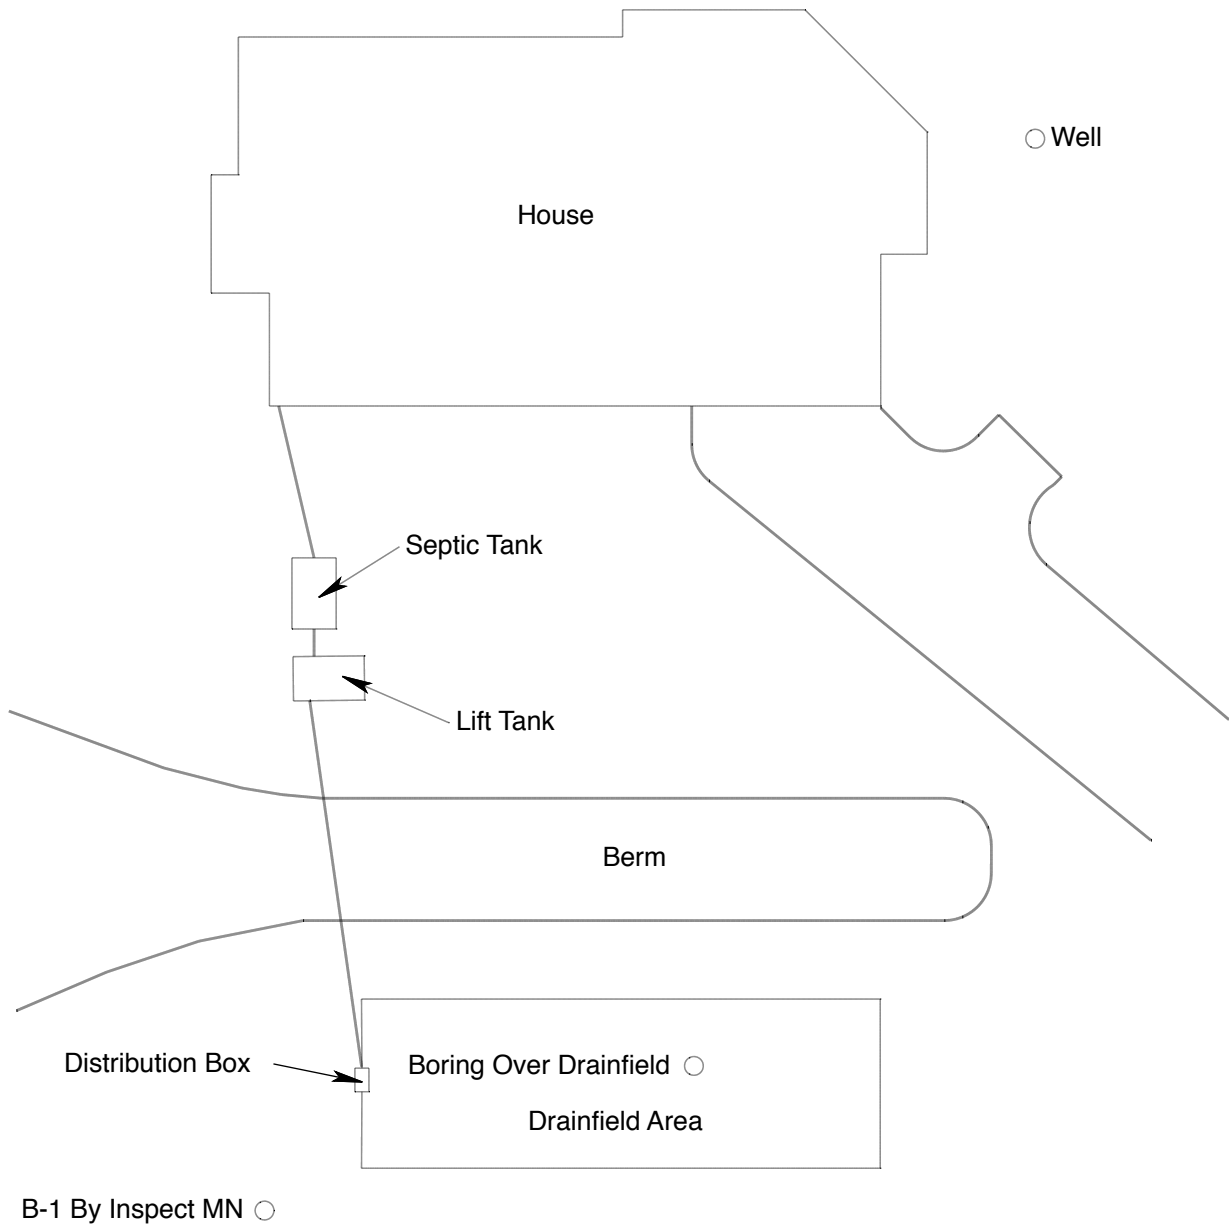 Well
House
Septic Tank
Lift Tank
Berm
Distribution Box
Boring Over Drainfield
Drainfield Area
B-1 By Inspect MN